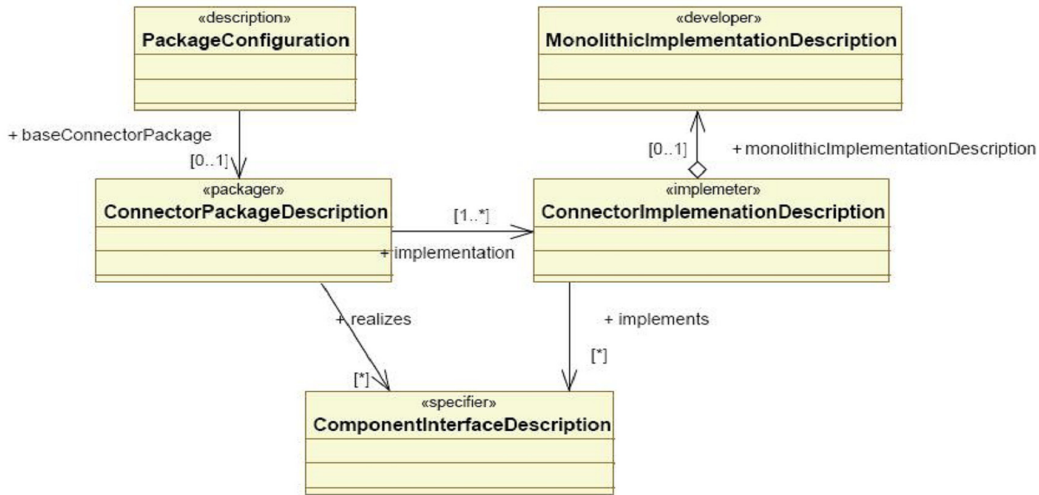 «description»
PackageConfiguration
«developer»
MonolithicImplementationDescription
+ baseConnectorPackage
[0..1]
[0..1]
+ monolithicImplementationDescription
«packager»
ConnectorPackageDescription
«implemeter»
ConnectorImplemenationDescription
[1..*]
+ implementation
+ realizes
+ implements
[*]
[*]
«specifier»
ComponentInterfaceDescription